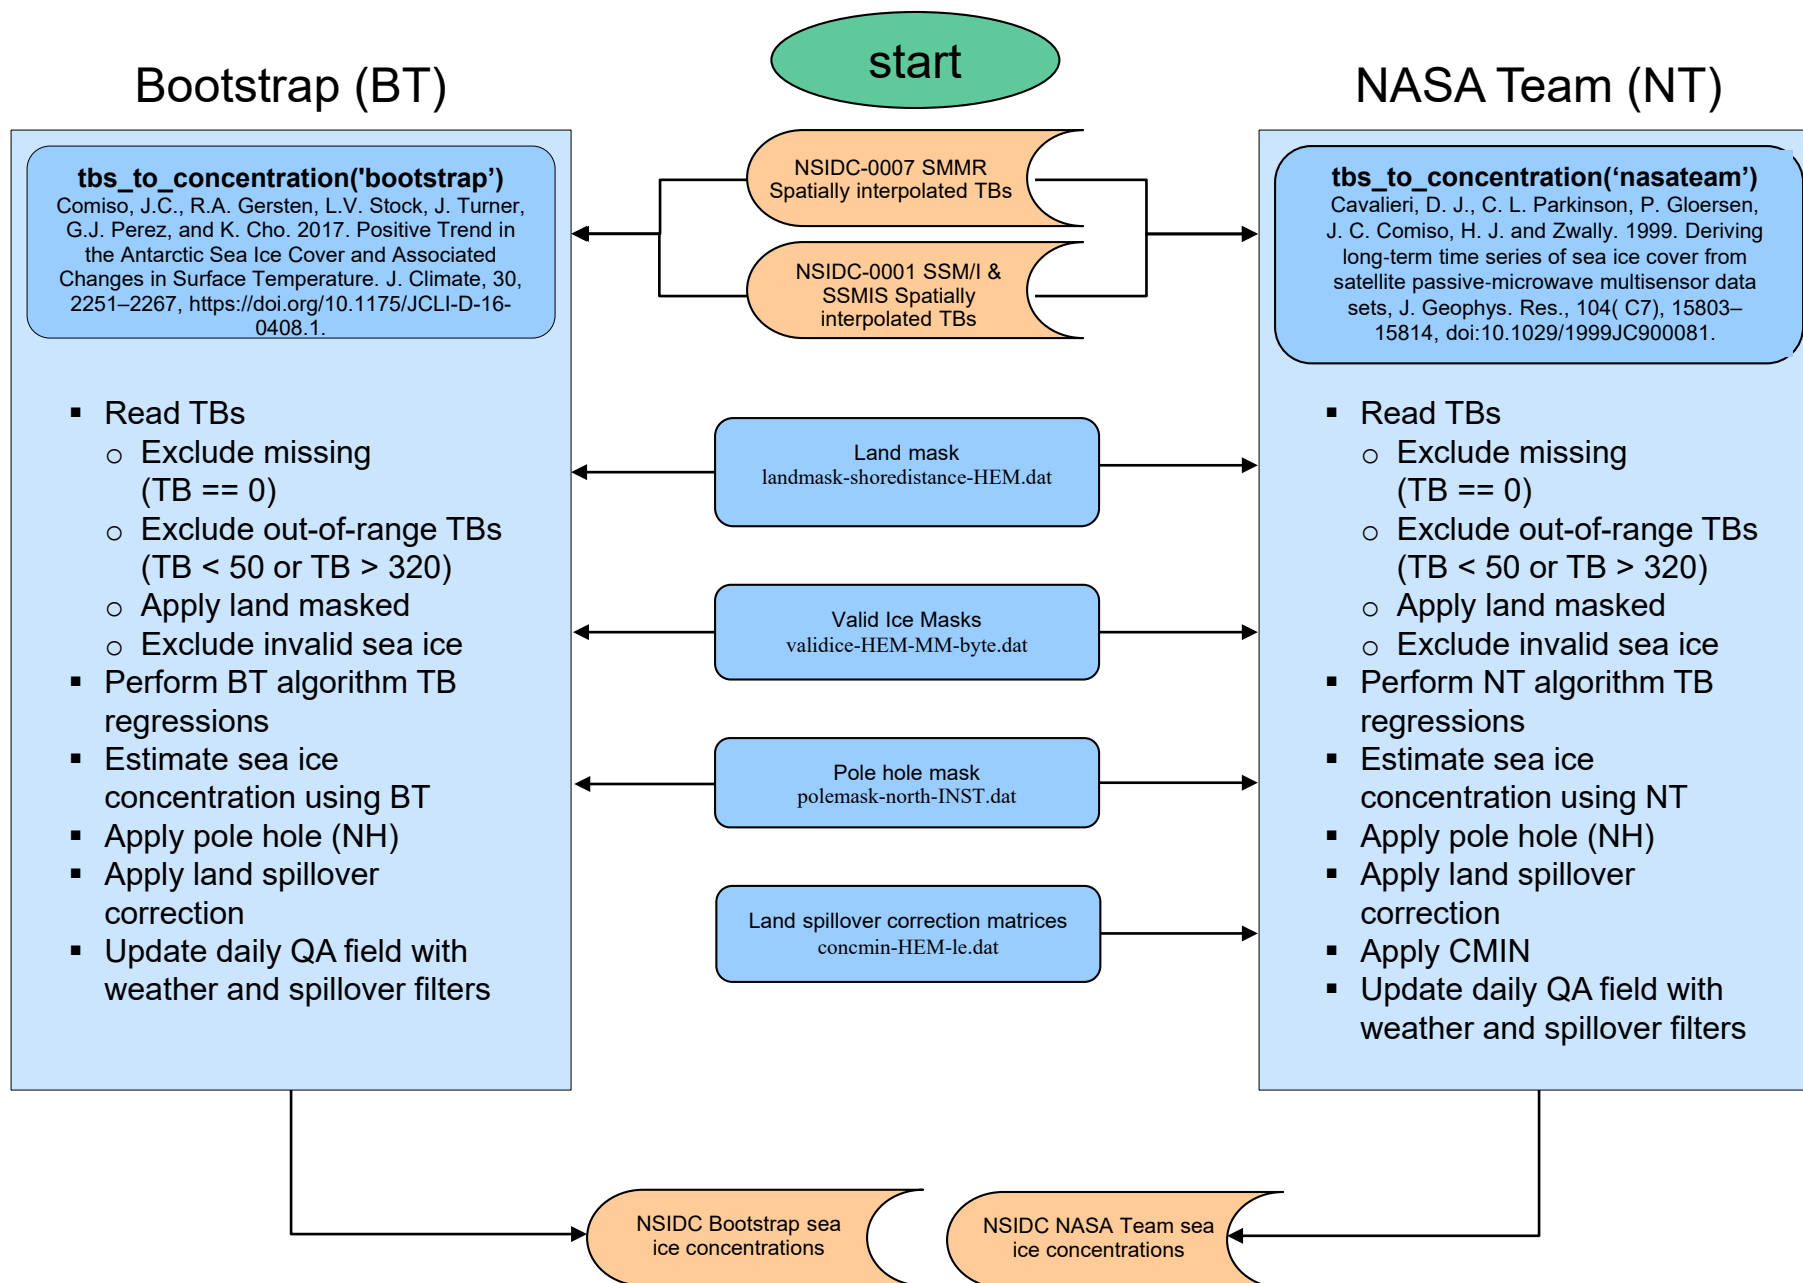 start
Bootstrap (BT)
tbs_to_concentration('bootstrap’)
Comiso, J.C., R.A. Gersten, L.V. Stock, J. Turner,
G.J. Perez, and K. Cho. 2017. Positive Trend in
the Antarctic Sea Ice Cover and Associated
Changes in Surface Temperature. J. Climate, 30,
2251–2267, https://doi.org/10.1175/JCLI-D-16-
0408.1.
▪ Read TBs
o Exclude missing
(TB == 0)
o Exclude out-of-range TBs
(TB < 50 or TB > 320)
o Apply land masked
o Exclude invalid sea ice
▪ Perform BT algorithm TB
regressions
▪ Estimate sea ice
concentration using BT
▪ Apply pole hole (NH)
▪ Apply land spillover
correction
▪ Update daily QA field with
weather and spillover filters
NSIDC-0007 SMMR
Spatially interpolated TBs
NSIDC-0001 SSM/I &
SSMIS Spatially
interpolated TBs
Land mask
landmask-shoredistance-HEM.dat
Valid Ice Masks
validice-HEM-MM-byte.dat
Pole hole mask
polemask-north-INST.dat
Land spillover correction matrices
concmin-HEM-le.dat
NASA Team (NT)
tbs_to_concentration(‘nasateam’)
Cavalieri, D. J., C. L. Parkinson, P. Gloersen,
J. C. Comiso, H. J. and Zwally. 1999. Deriving
long-term time series of sea ice cover from
satellite passive-microwave multisensor data
sets, J. Geophys. Res., 104( C7), 15803–
15814, doi:10.1029/1999JC900081.
▪ Read TBs
o Exclude missing
(TB == 0)
o Exclude out-of-range TBs
(TB < 50 or TB > 320)
o Apply land masked
o Exclude invalid sea ice
▪ Perform NT algorithm TB
regressions
▪ Estimate sea ice
concentration using NT
▪ Apply pole hole (NH)
▪ Apply land spillover
correction
▪ Apply CMIN
▪ Update daily QA field with
weather and spillover filters
NSIDC Bootstrap sea
ice concentrations
NSIDC NASA Team sea
ice concentrations